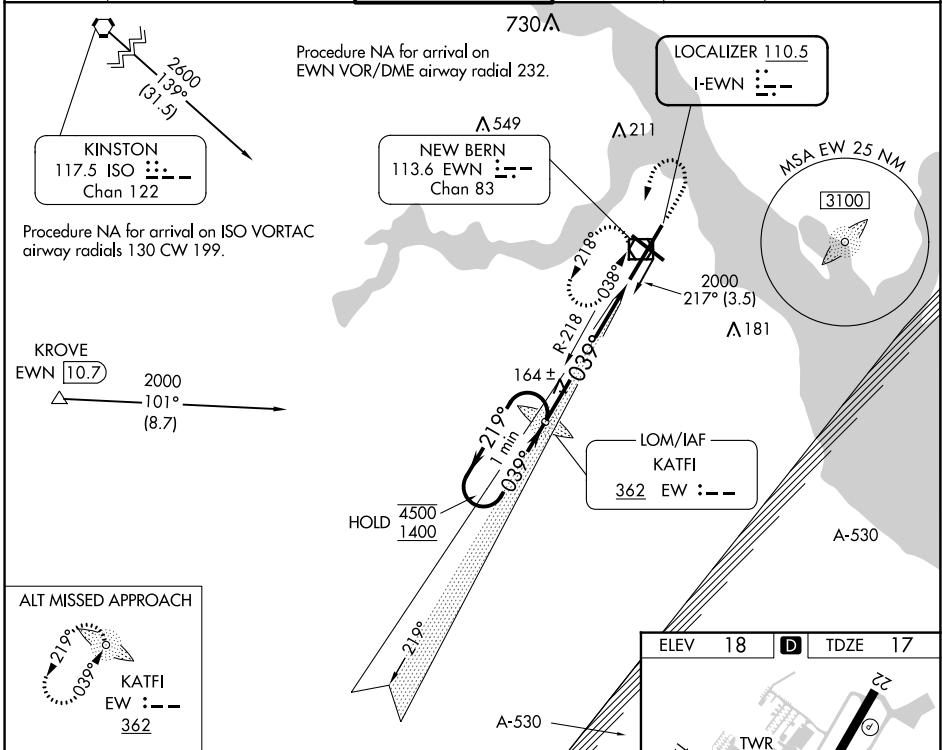 730
Procedure NA for arrival on
EWN VOR/DME airway radial 232.
LOCALIZER 110.5
I-EWN
2600
139°
(31.5)
KINSTON
117.5 ISO
Chan 122
549
211
NEW BERN
113.6 EWN
Chan 83
MSA EW 25 NM
3100
Procedure NA for arrival on ISO VORTAC
airway radials 130 CW 199.
218°
038°
2000
217° (3.5)
181
R-218
039°
KROVE
EWN 10.7
2000
101°
(8.7)
164 ±
219°
1 min
039°
LOM/IAF
KATFI
362 EW
HOLD 4500
1400
A-530
219°
ALT MISSED APPROACH
219°
039°
KATFI
EW
362
A-530
ELEV 18 D TDZE 17
22
P
TWR